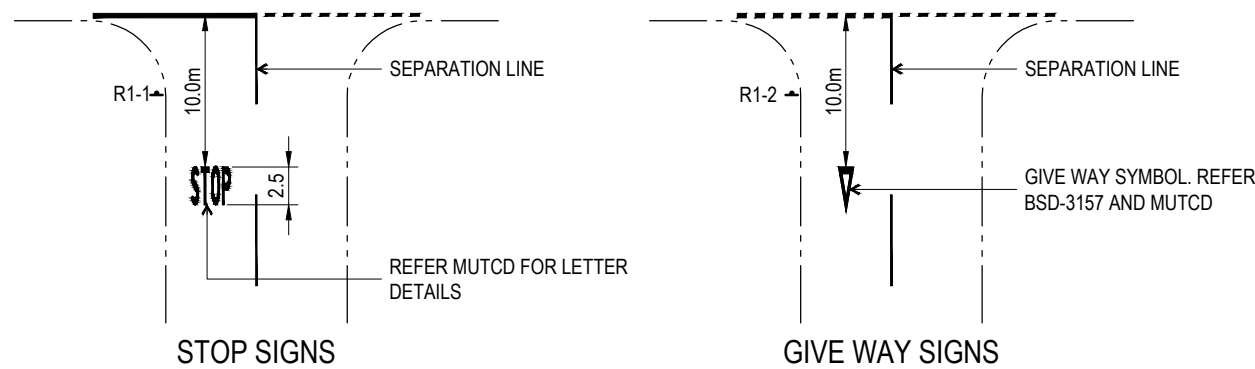 SEPARATION LINE
R1-1
10.0m
STOP
2.5
REFER MUTCD FOR LETTER
DETAILS
STOP SIGNS
SEPARATION LINE
R1-2
10.0m
GIVE WAY SYMBOL. REFER
BSD-3157 AND MUTCD
GIVE WAY SIGNS